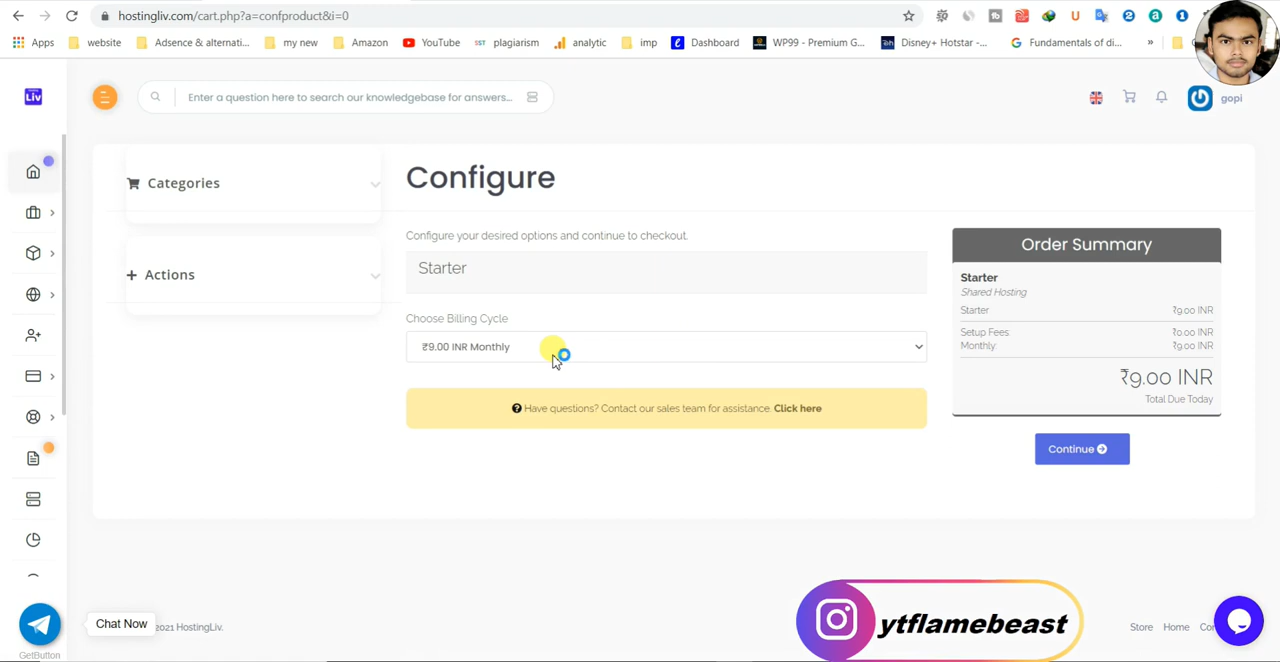 hostingliv.com/cart.php?a=confproduct&i=0
Apps website Adsence & alternati... my new Amazon YouTube SST plagiarism analytic imp Dashboard WP99 - Premium G... Disney+ Hotstar -... Fundamentals of di... »
Liv
Enter a question here to search our knowledgebase for answers...
gopi
Categories
Actions
Configure
Configure your desired options and continue to checkout.
Starter
Choose Billing Cycle
₹9.00 INR Monthly
Have questions? Contact our sales team for assistance. Click here
Order Summary
Starter
Shared Hosting
Starter ₹9.00 INR
Setup Fees: ₹0.00 INR
Monthly: ₹9.00 INR
₹9.00 INR
Total Due Today
Continue
Chat Now
2021 HostingLiv.
GetButton
ytflamebeast
Store Home